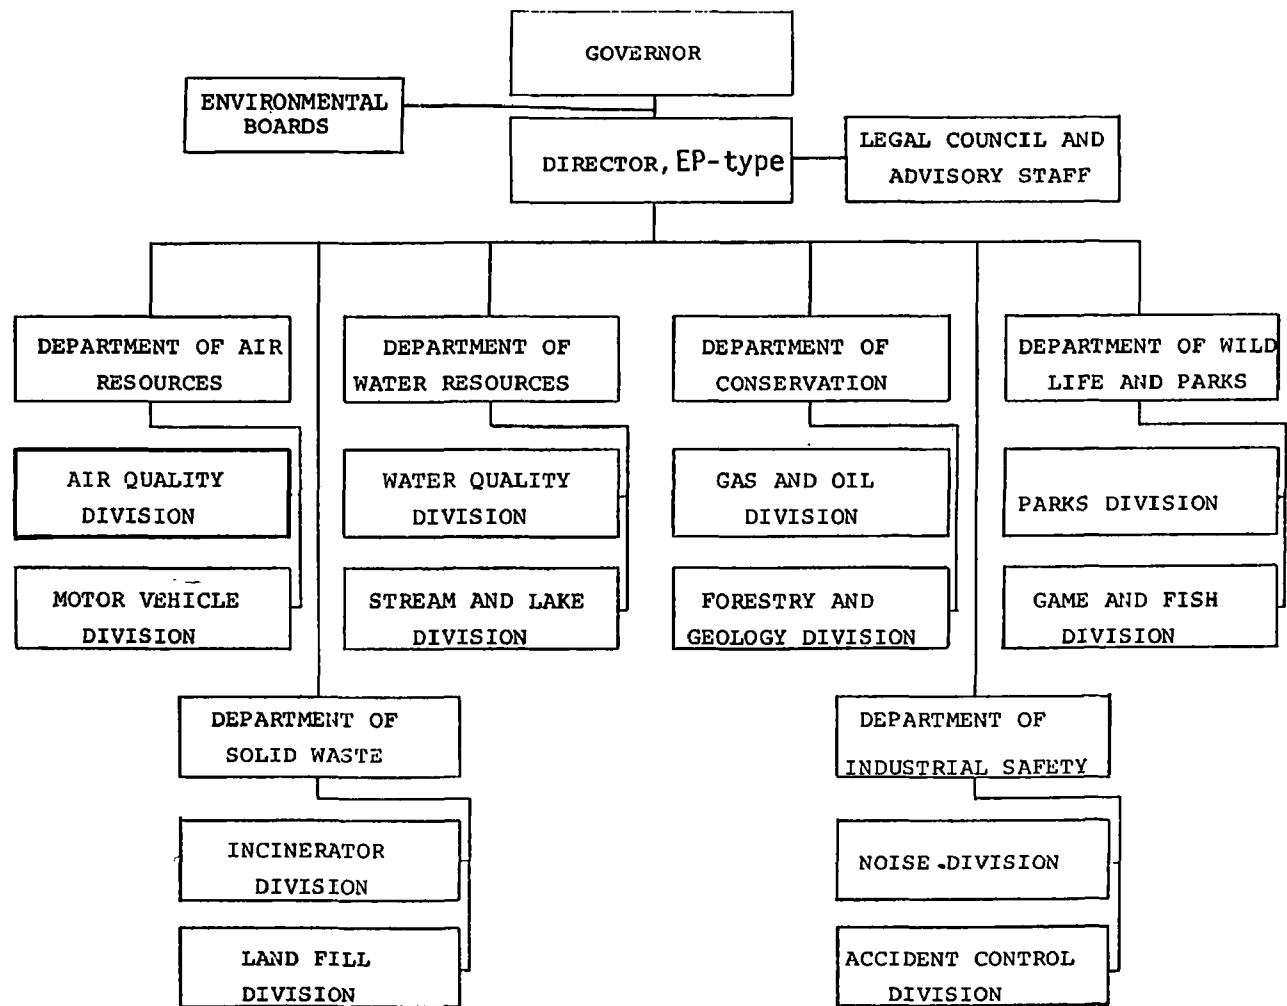 GOVERNOR
ENVIRONMENTAL
BOARDS
DIRECTOR, EP-type
LEGAL COUNCIL AND
ADVISORY STAFF
DEPARTMENT OF AIR
RESOURCES
DEPARTMENT OF
WATER RESOURCES
DEPARTMENT OF
CONSERVATION
DEPARTMENT OF WILD
LIFE AND PARKS
AIR QUALITY
DIVISION
WATER QUALITY
DIVISION
GAS AND OIL
DIVISION
PARKS DIVISION
MOTOR VEHICLE
DIVISION
STREAM AND LAKE
DIVISION
FORESTRY AND
GEOLOGY DIVISION
GAME AND FISH
DIVISION
DEPARTMENT OF
SOLID WASTE
DEPARTMENT OF
INDUSTRIAL SAFETY
INCINERATOR
DIVISION
NOISE DIVISION
LAND FILL
DIVISION
ACCIDENT CONTROL
DIVISION